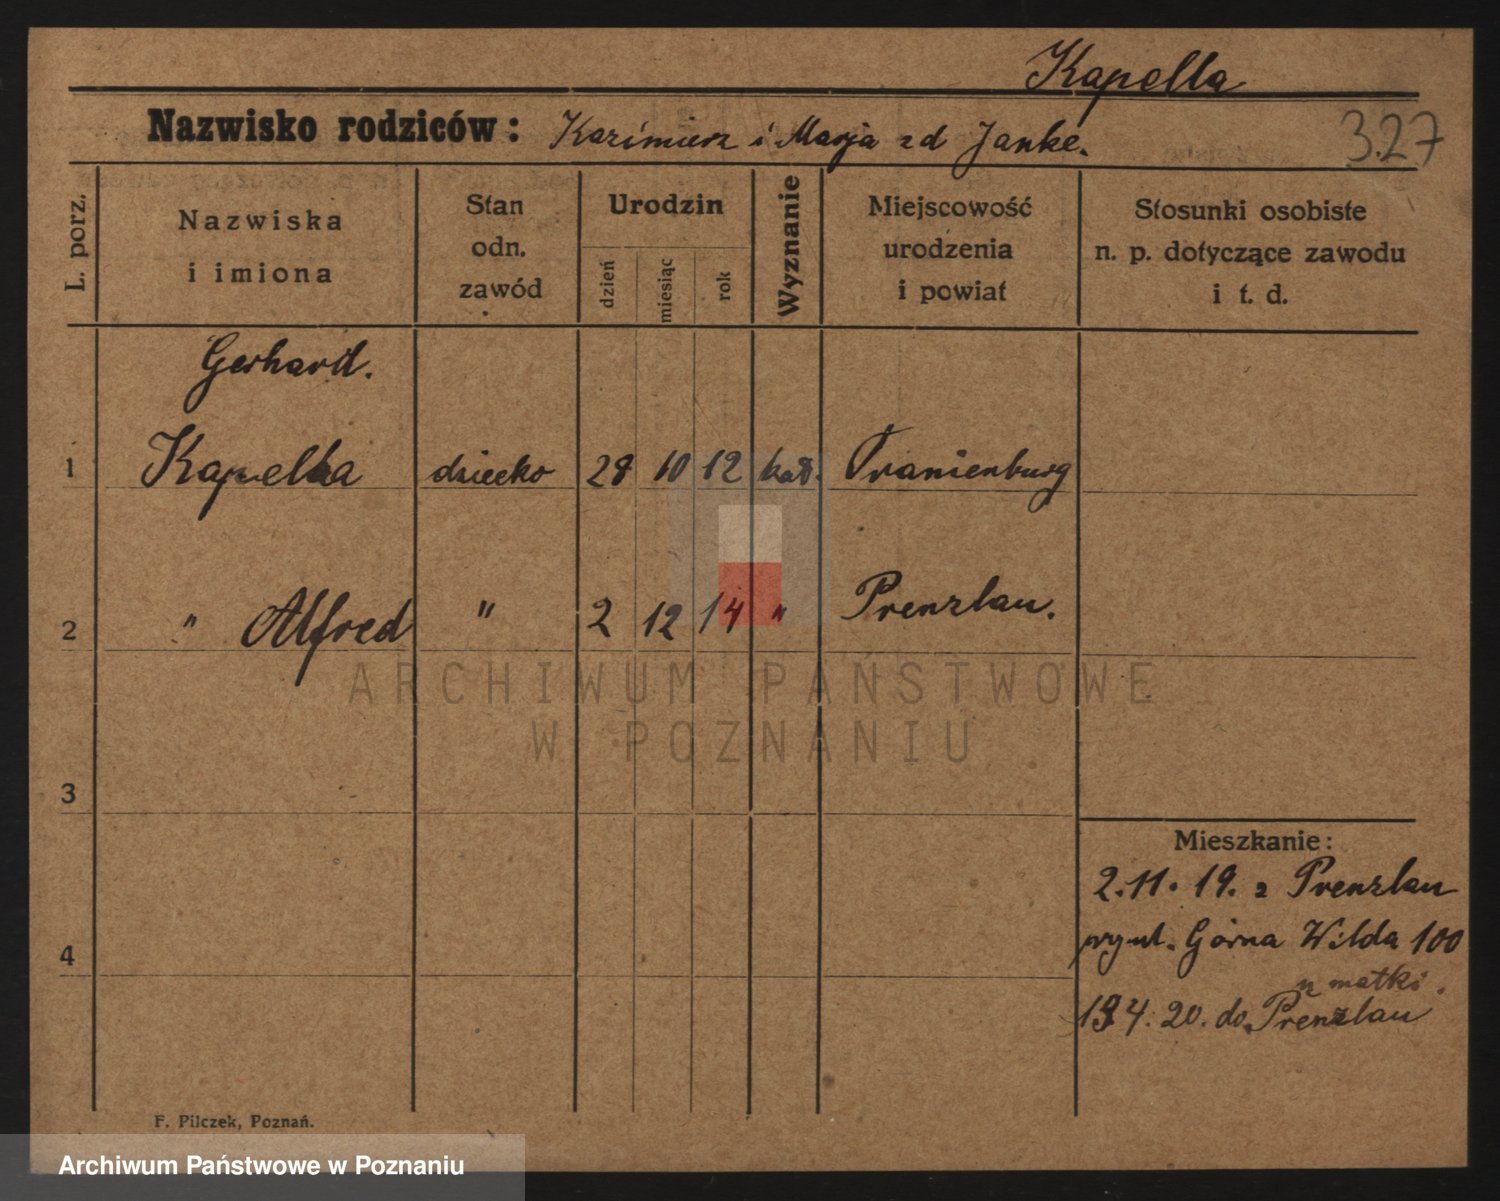 Kapella
Nazwisko rodziców: Kazimierz i Marja zd Janke.
327
L. porz.
Nazwiska
i imiona
Stan
odn.
zawód
Urodzin
dzień
miesiąc
rok
Wyznanie
Miejscowość
urodzenia
i powiat
Stosunki osobiste
n. p. dotyczące zawodu
i t. d.
Gerhard.
1 Kapella dziecko 28 10 12 kat. Oranienburg
2 " Alfred " 2 12 14 " Prenzlau.
ARCHIWUM PAŃSTWOWE
W POZNANIU
3
4
Mieszkanie:
2.11.19. z Prenzlau
Górna Wilda 100
u matki.
19.4.20. do Prenzlau
F. Pilczek, Poznań.
Archiwum Państwowe w Poznaniu